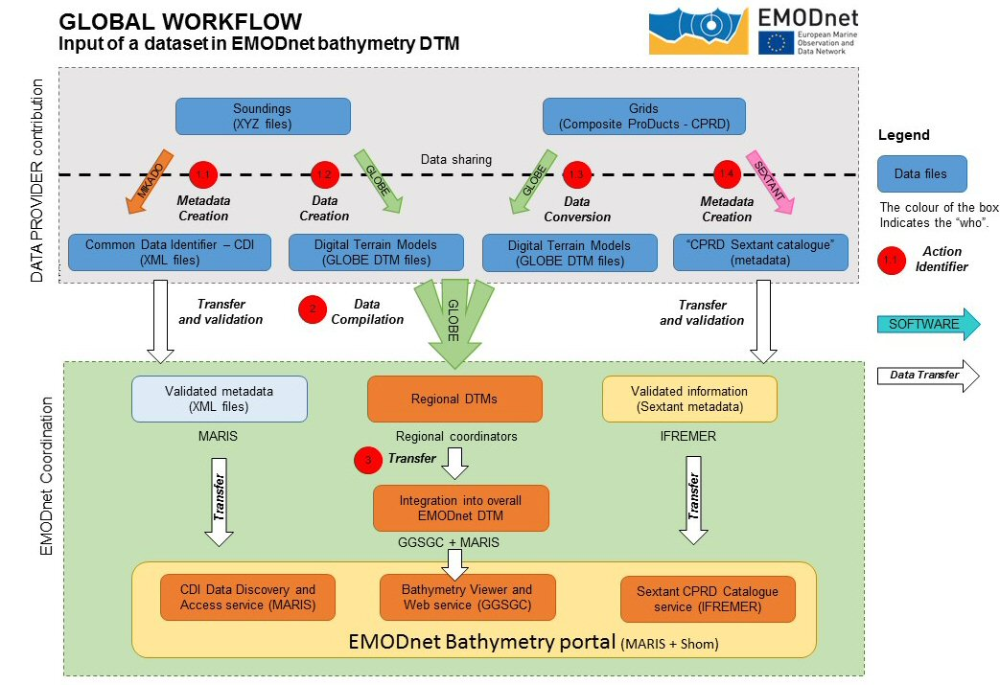 GLOBAL WORKFLOW
Input of a dataset in EMODnet bathymetry DTM
EMODnet
European Marine
Observation and
Data Network
DATA PROVIDER contribution
Soundings
(XYZ files)
Grids
(Composite ProDucts - CPRD)
Data sharing
MIKADO
1.1
Metadata
Creation
1.2
Data
Creation
GLOBE
GLOBE
1.3
Data
Conversion
1.4
Metadata
Creation
SEXTANT
Common Data Identifier – CDI
(XML files)
Digital Terrain Models
(GLOBE DTM files)
Digital Terrain Models
(GLOBE DTM files)
“CPRD Sextant catalogue”
(metadata)
Transfer
and validation
2
Data
Compilation
GLOBE
Transfer
and validation
EMODnet Coordination
Validated metadata
(XML files)
MARIS
Regional DTMs
Regional coordinators
Validated information
(Sextant metadata)
IFREMER
Transfer
3
Transfer
Transfer
Integration into overall
EMODnet DTM
GGSGC + MARIS
CDI Data Discovery and
Access service (MARIS)
Bathymetry Viewer and
Web service (GGSGC)
Sextant CPRD Catalogue
service (IFREMER)
EMODnet Bathymetry portal (MARIS + Shom)
Legend
Data files
The colour of the box
Indicates the “who”.
1.1
Action
Identifier
SOFTWARE
Data Transfer